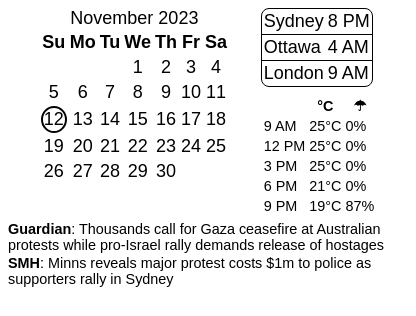 November 2023
Su Mo Tu We Th Fr Sa
1 2 3 4
5 6 7 8 9 10 11
12 13 14 15 16 17 18
19 20 21 22 23 24 25
26 27 28 29 30
Sydney 8 PM
Ottawa 4 AM
London 9 AM
°C ☂
9 AM 25°C 0%
12 PM 25°C 0%
3 PM 25°C 0%
6 PM 21°C 0%
9 PM 19°C 87%
Guardian: Thousands call for Gaza ceasefire at Australian
protests while pro-Israel rally demands release of hostages
SMH: Minns reveals major protest costs $1m to police as
supporters rally in Sydney